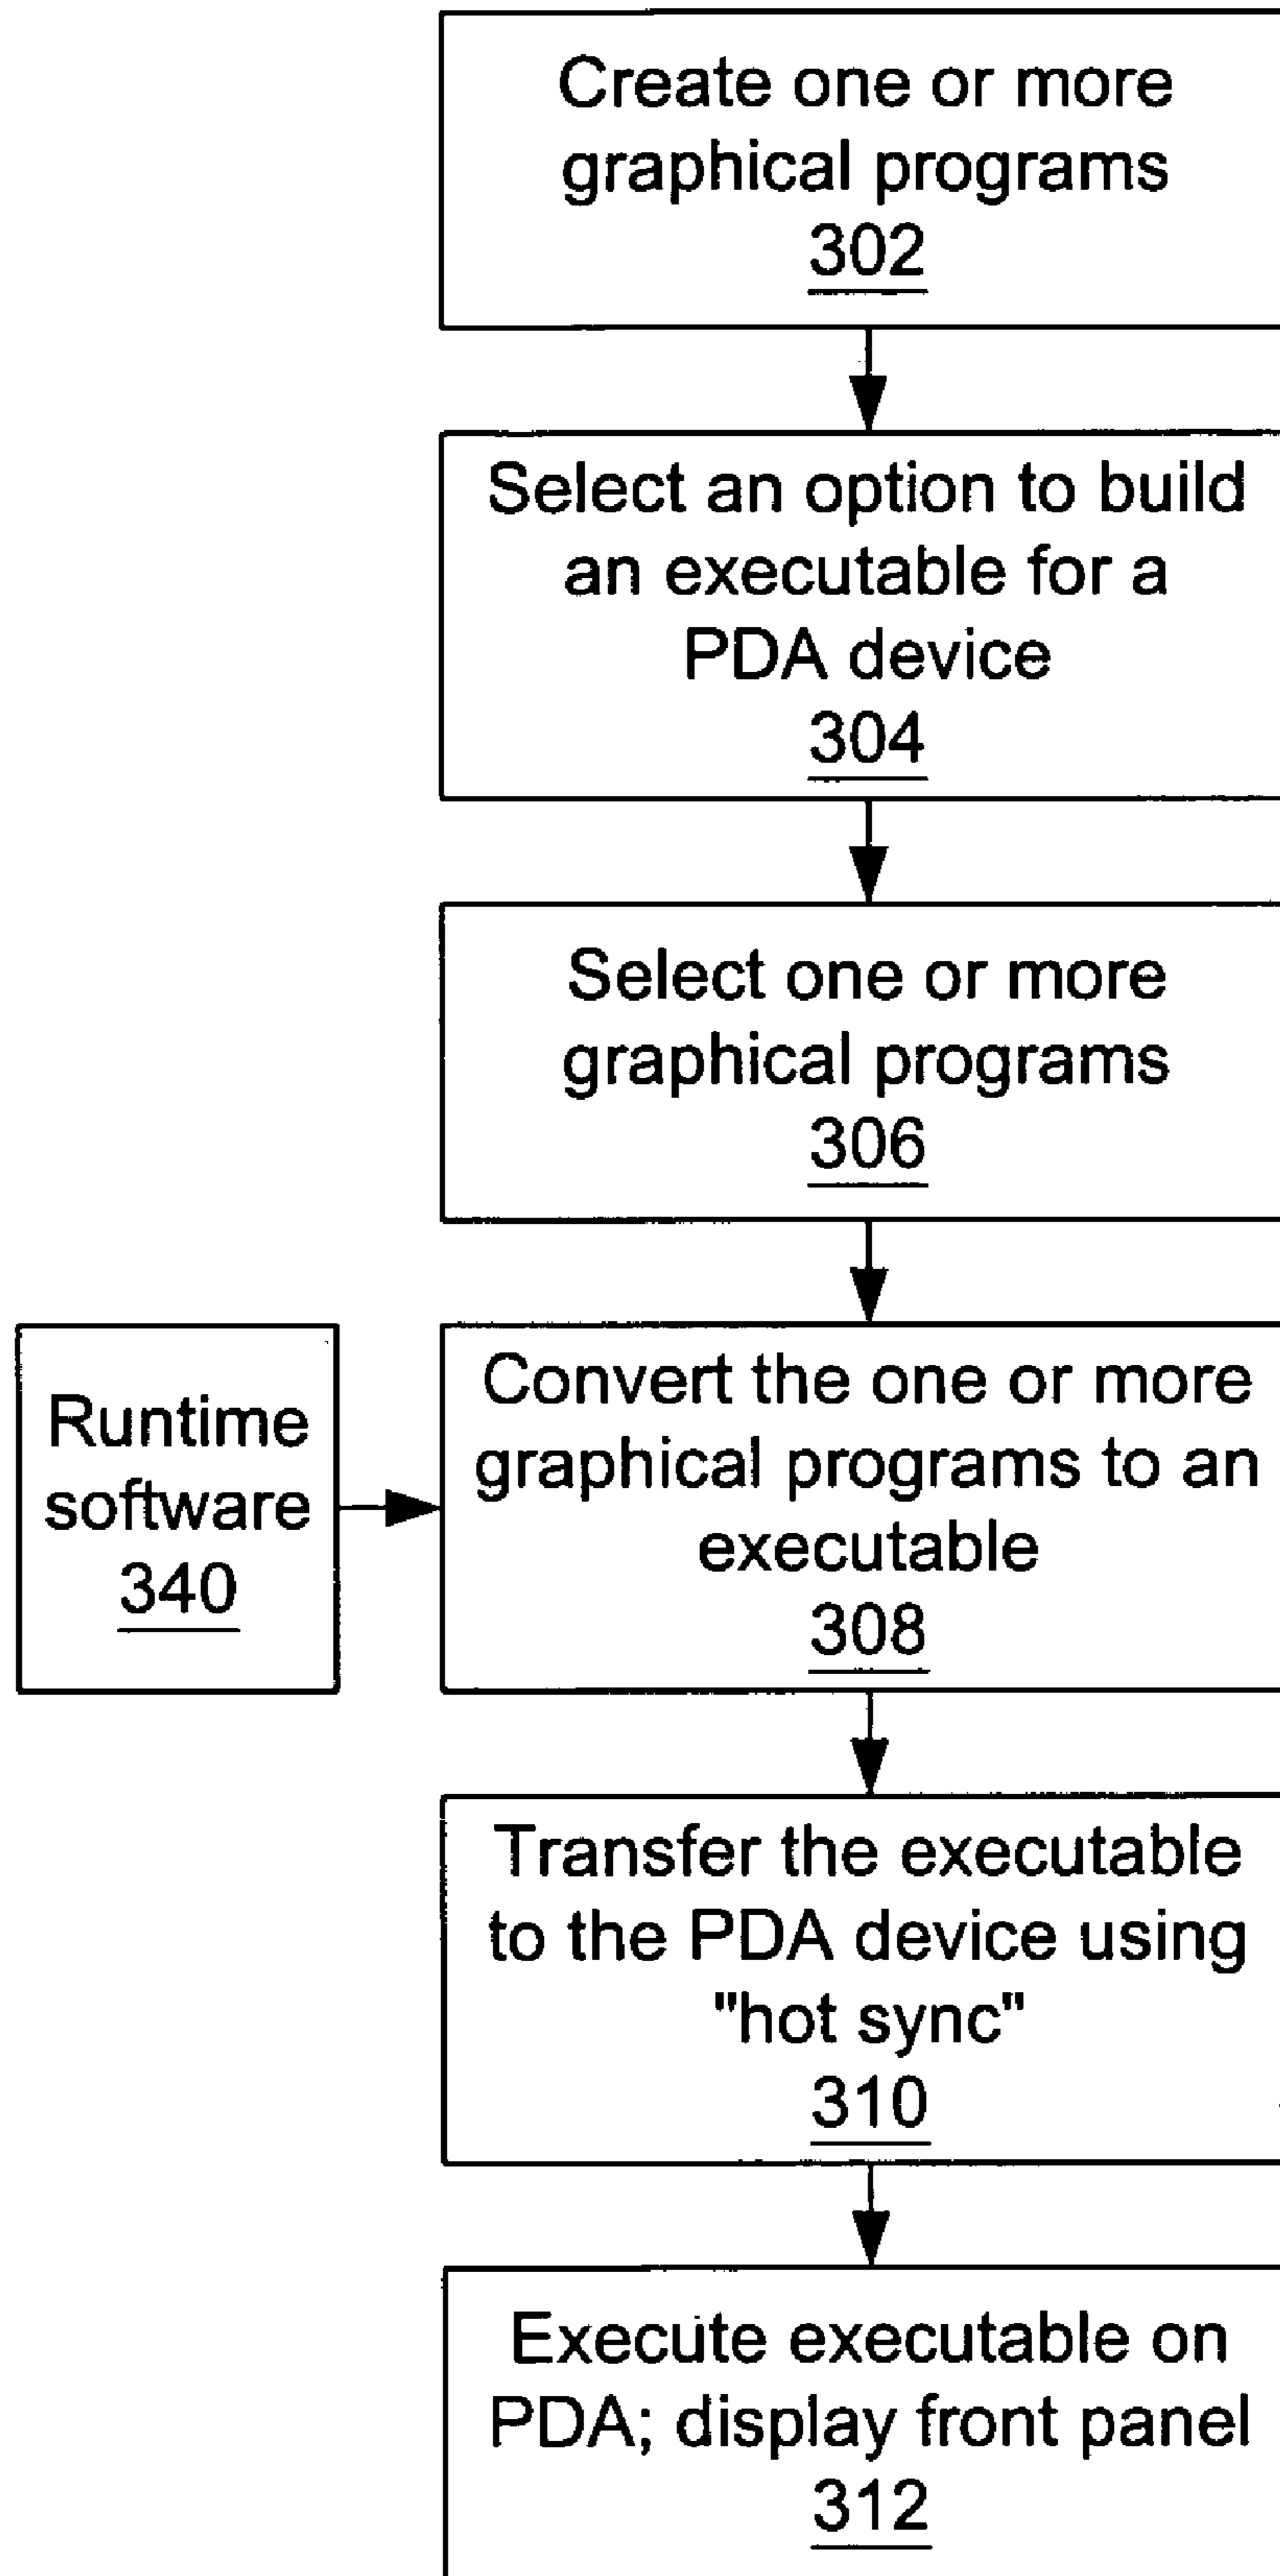 Create one or more
graphical programs
302
Select an option to build
an executable for a
PDA device
304
Select one or more
graphical programs
306
Runtime
software
340
Convert the one or more
graphical programs to an
executable
308
Transfer the executable
to the PDA device using
"hot sync"
310
Execute executable on
PDA; display front panel
312